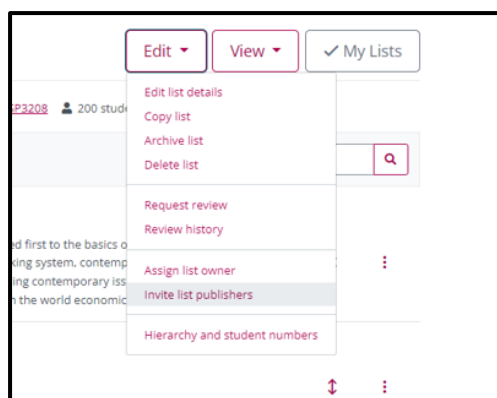 Edit View My Lists
SP3208 200 stude
Edit list details
Copy list
Archive list
Delete list
Request review
Review history
ed first to the basics o
king system, contemp
Assign list owner
ing contemporary iss
Invite list publishers
n the world economic
Hierarchy and student numbers